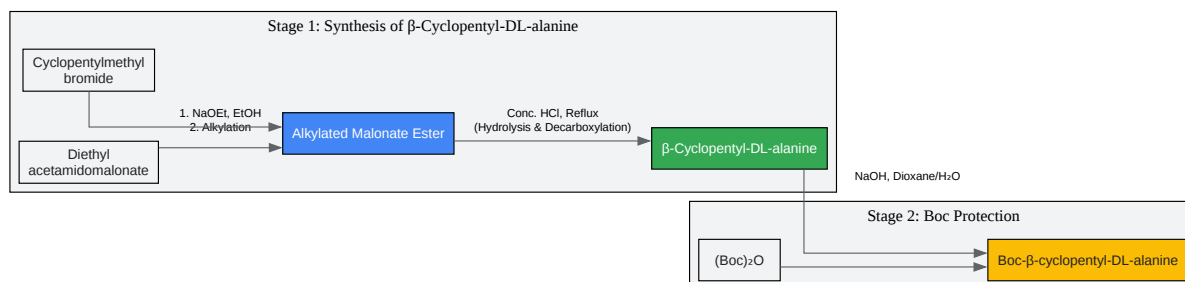 Stage 1: Synthesis of β-Cyclopentyl-DL-alanine
Cyclopentylmethyl
bromide
1. NaOEt, EtOH
2. Alkylation
Diethyl
acetamidomalonate
Alkylated Malonate Ester
Conc. HCl, Reflux
(Hydrolysis & Decarboxylation)
β-Cyclopentyl-DL-alanine
NaOH, Dioxane/H₂O
Stage 2: Boc Protection
(Boc)₂O
Boc-β-cyclopentyl-DL-alanine